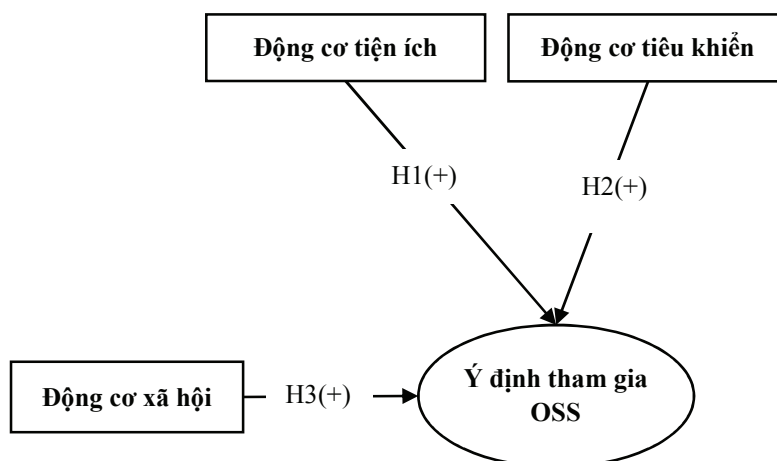 Động cơ tiện ích
Động cơ tiêu khiển
H1(+)
H2(+)
Động cơ xã hội
H3(+)
Ý định tham gia
OSS